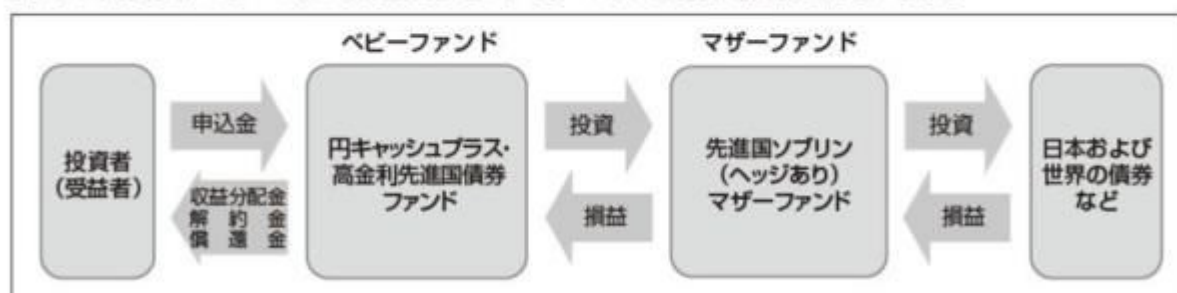 ベビーファンド
マザーファンド
投資者
(受益者)
申込金
収益分配金
解約金
償還金
円キャッシュプラス・
高金利先進国債券
ファンド
投資
損益
先進国ソブリン
(ヘッジあり)
マザーファンド
投資
損益
日本および
世界の債券
など